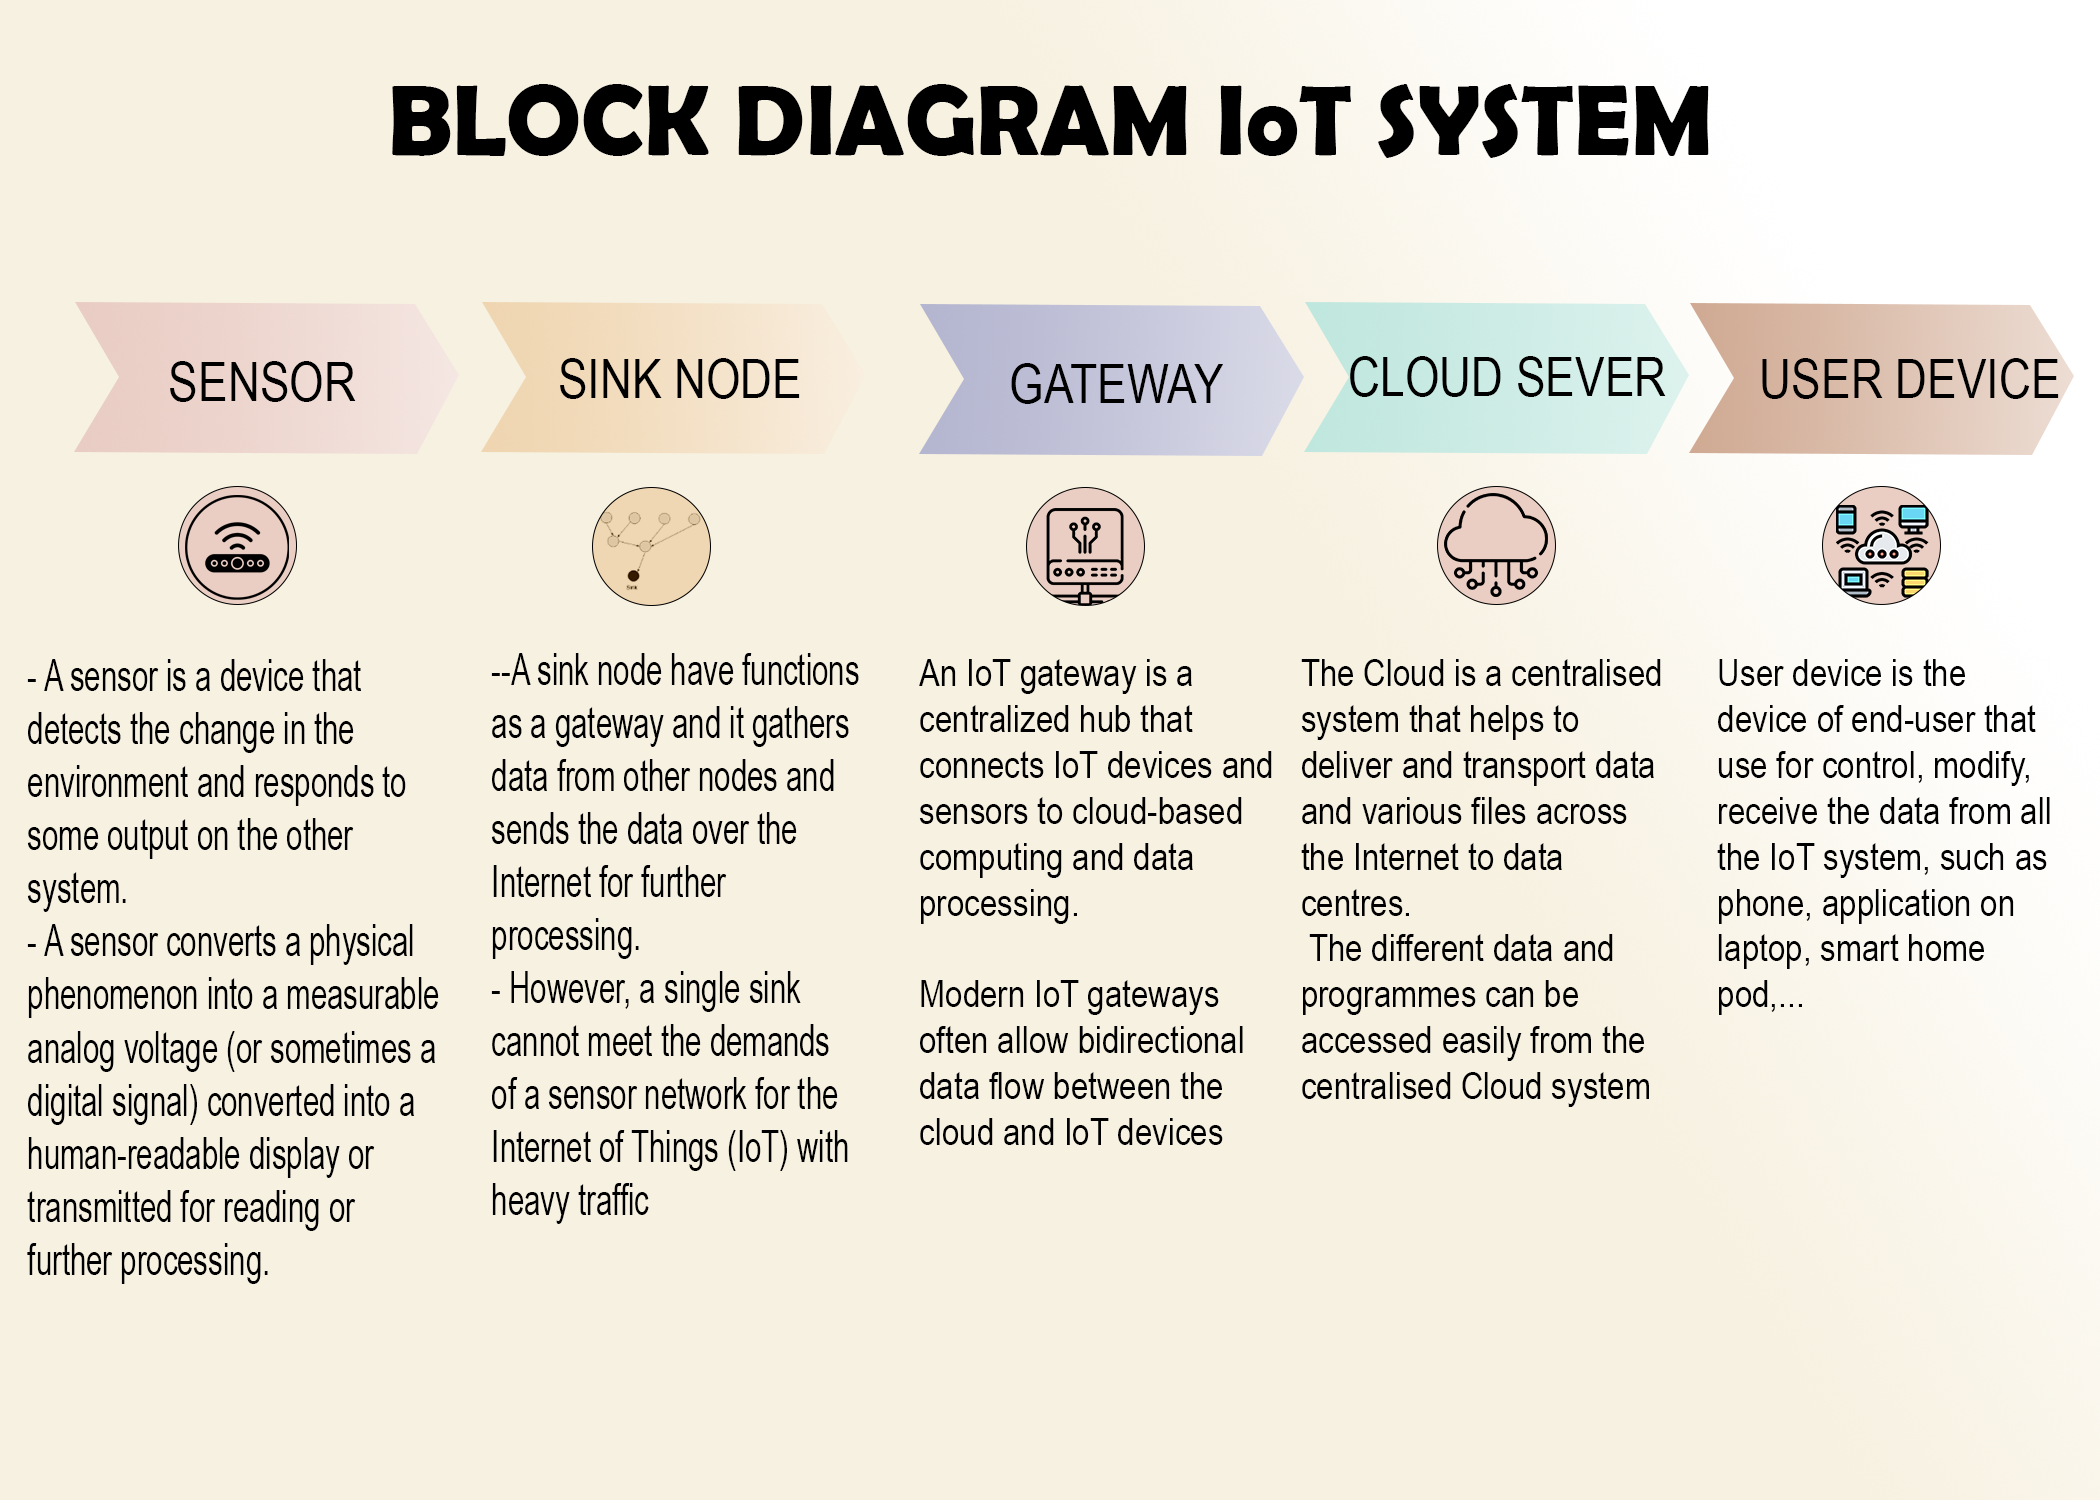 BLOCK DIAGRAM IoT SYSTEM
SENSOR
SINK NODE
GATEWAY
CLOUD SEVER
USER DEVICE
- A sensor is a device that
detects the change in the
environment and responds to
some output on the other
system.
- A sensor converts a physical
phenomenon into a measurable
analog voltage (or sometimes a
digital signal) converted into a
human-readable display or
transmitted for reading or
further processing.
--A sink node have functions
as a gateway and it gathers
data from other nodes and
sends the data over the
Internet for further
processing.
- However, a single sink
cannot meet the demands
of a sensor network for the
Internet of Things (IoT) with
heavy traffic
An IoT gateway is a
centralized hub that
connects IoT devices and
sensors to cloud-based
computing and data
processing.
Modern IoT gateways
often allow bidirectional
data flow between the
cloud and IoT devices
The Cloud is a centralised
system that helps to
deliver and transport data
and various files across
the Internet to data
centres.
The different data and
programmes can be
accessed easily from the
centralised Cloud system
User device is the
device of end-user that
use for control, modify,
receive the data from all
the IoT system, such as
phone, application on
laptop, smart home
pod,...